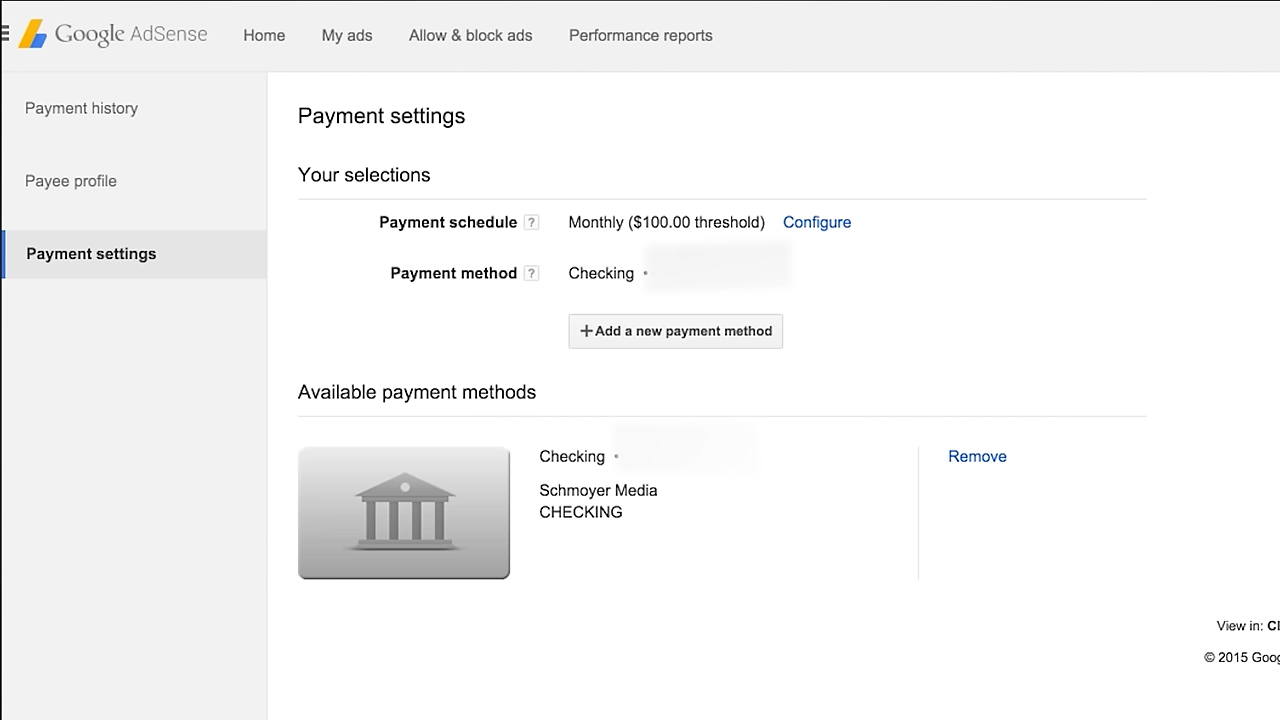 Google AdSense Home My ads Allow & block ads Performance reports
Payment history
Payee profile
Payment settings
Payment settings
Your selections
Payment schedule ? Monthly ($100.00 threshold) Configure
Payment method ? Checking •
+Add a new payment method
Available payment methods
Checking • Remove
Schmoyer Media
CHECKING
View in: Cl
© 2015 Goog